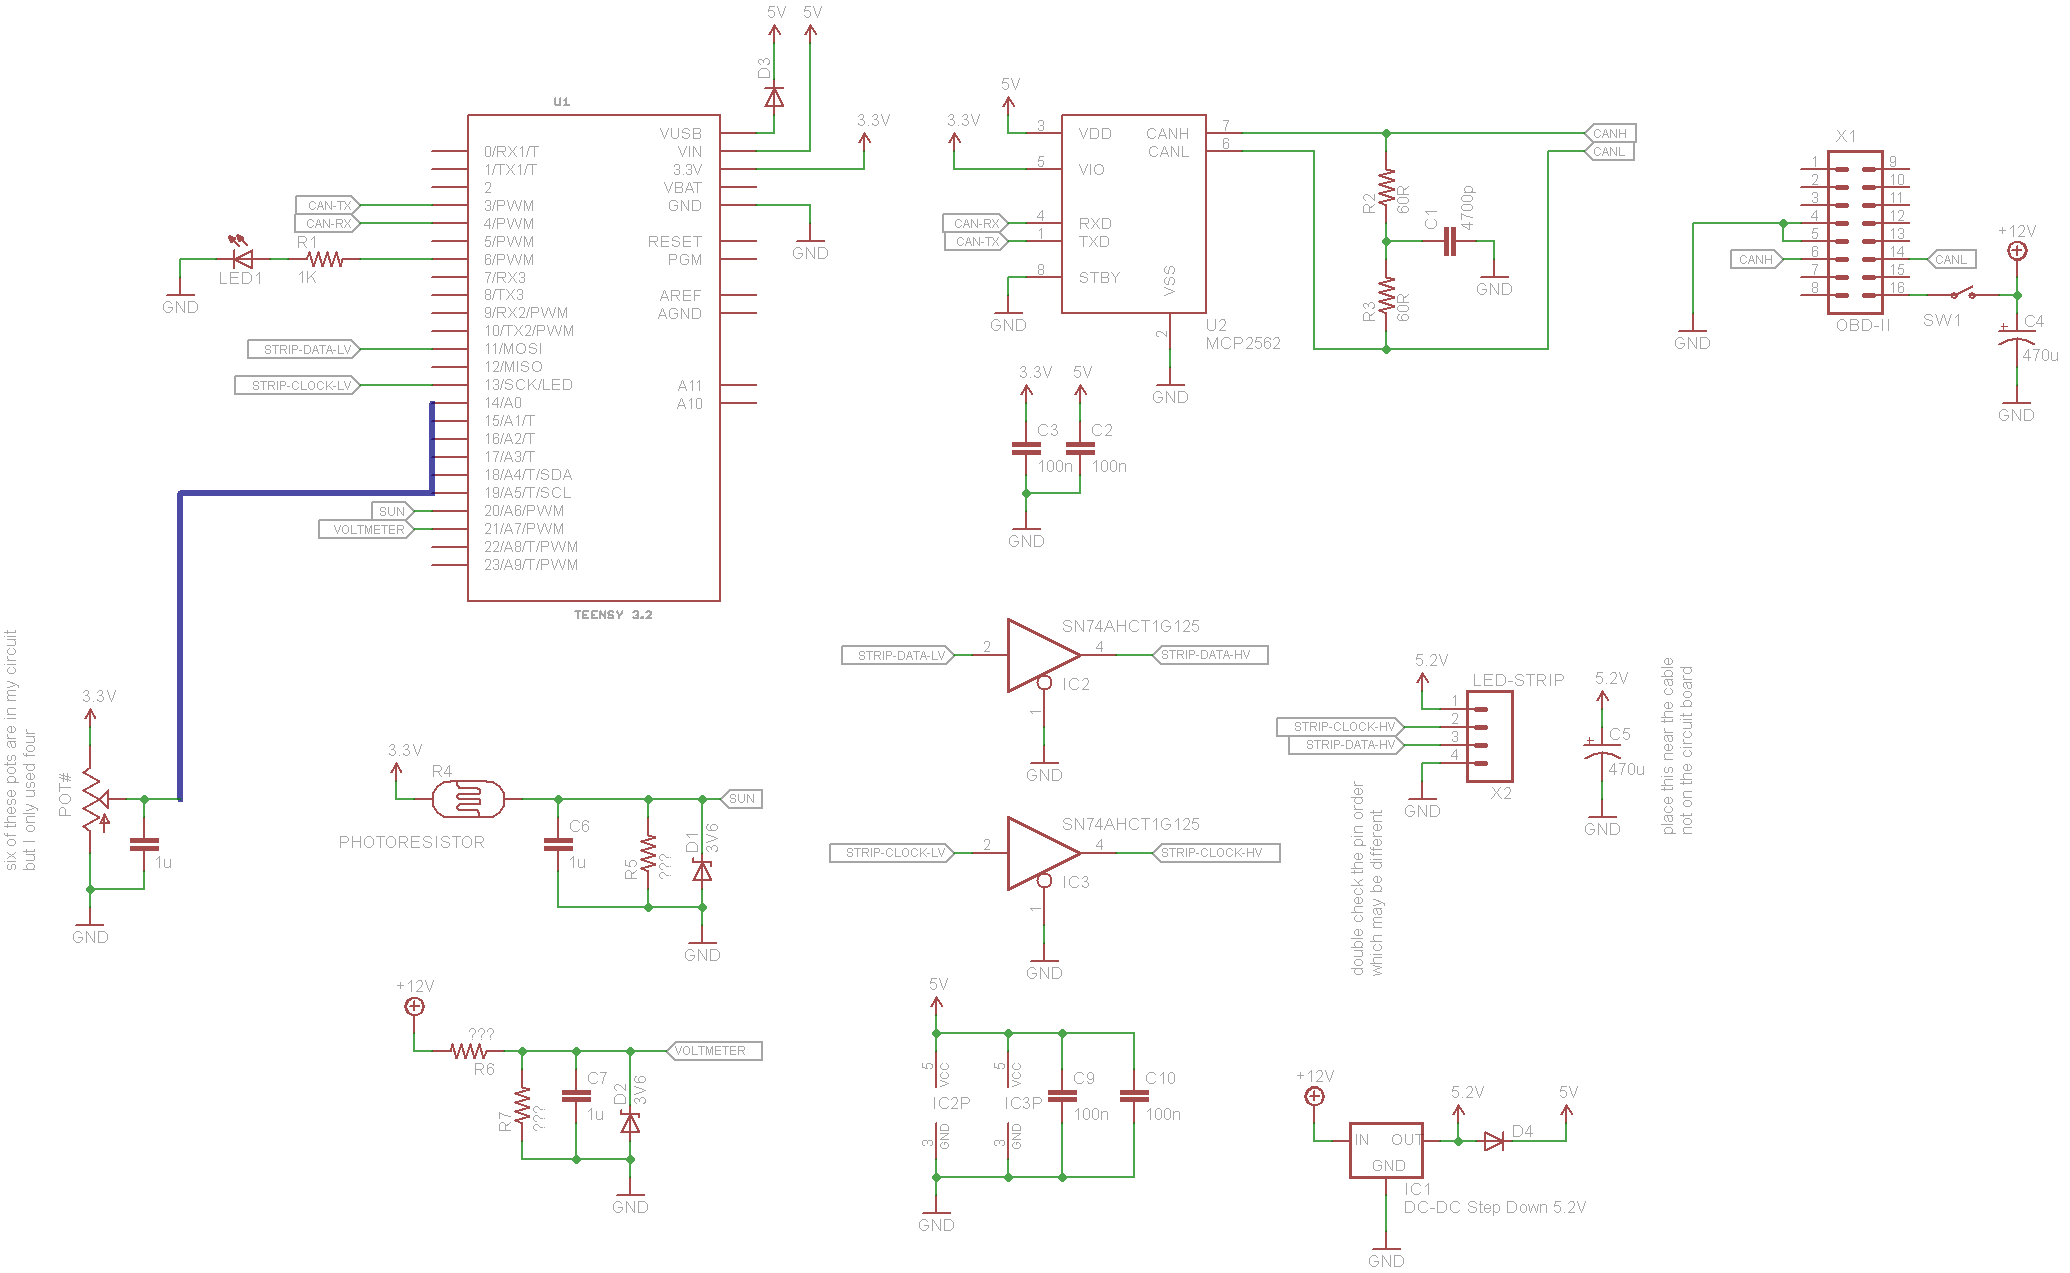 5V
5V
D3
U1
VUSB
VIN
3.3V
VBAT
GND
RESET
PGM
AREF
AGND
A11
A10
3.3V
GND
0/RX1/T
1/TX1/T
2
3/PWM
4/PWM
5/PWM
6/PWM
7/RX3
8/TX3
9/RX2/PWM
10/TX2/PWM
11/MOSI
12/MISO
13/SCK/LED
14/A0
15/A1/T
16/A2/T
17/A3/T
18/A4/T/SDA
19/A5/T/SCL
20/A6/PWM
21/A7/PWM
22/A8/T/PWM
23/A9/T/PWM
TEENSY 3.2
CAN-TX
CAN-RX
R1
1K
LED1
GND
STRIP-DATA-LV
STRIP-CLOCK-LV
SUN
VOLTMETER
5V
3.3V
3
5
4
1
8
VDD
VIO
RXD
TXD
STBY
CANH
CANL
VSS
7
6
2
CAN-RX
CAN-TX
GND
U2
MCP2562
GND
CANH
CANL
R2
60R
C1
4700p
GND
R3
60R
X1
1
2
3
4
5
6
7
8
9
10
11
12
13
14
15
16
CANH
CANL
OBD-II
SW1
GND
+12V
C4
+
470u
GND
3.3V
5V
C3
100n
C2
100n
GND
six of these pots are in my circuit
but I only used four
3.3V
POT#
1u
GND
3.3V
R4
PHOTORESISTOR
SUN
C6
1u
R5
???
D1
3V6
GND
STRIP-DATA-LV
2
SN74AHCT1G125
4
STRIP-DATA-HV
IC2
1
GND
STRIP-CLOCK-LV
2
SN74AHCT1G125
4
STRIP-CLOCK-HV
IC3
1
GND
5.2V
LED-STRIP
1
2
3
4
STRIP-CLOCK-HV
STRIP-DATA-HV
GND
X2
double check the pin order
which may be different
5.2V
C5
+
470u
GND
place this near the cable
not on the circuit board
+12V
???
R6
VOLTMETER
R7
???
C7
1u
D2
3V6
GND
5V
5
VCC
IC2P
3
GND
5
VCC
IC3P
3
GND
C9
100n
C10
100n
GND
+12V
IN
OUT
GND
5.2V
D4
5V
IC1
DC-DC Step Down 5.2V
GND